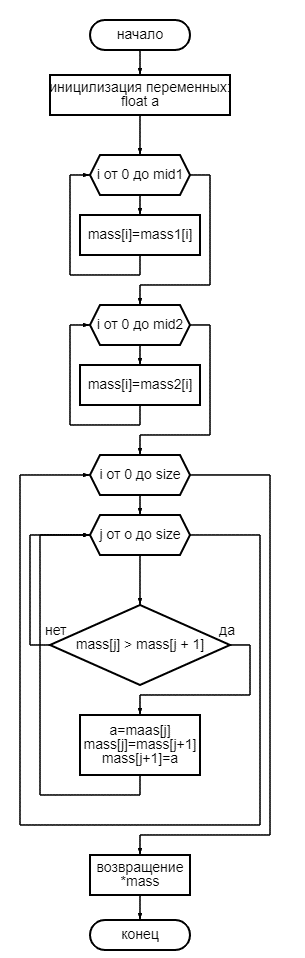 начало
иницилизация переменных:
float a
i от 0 до mid1
mass[i]=mass1[i]
i от 0 до mid2
mass[i]=mass2[i]
i от 0 до size
j от о до size
нет
да
mass[j] > mass[j + 1]
a=maas[j]
mass[j]=mass[j+1]
mass[j+1]=a
возвращение
*mass
конец